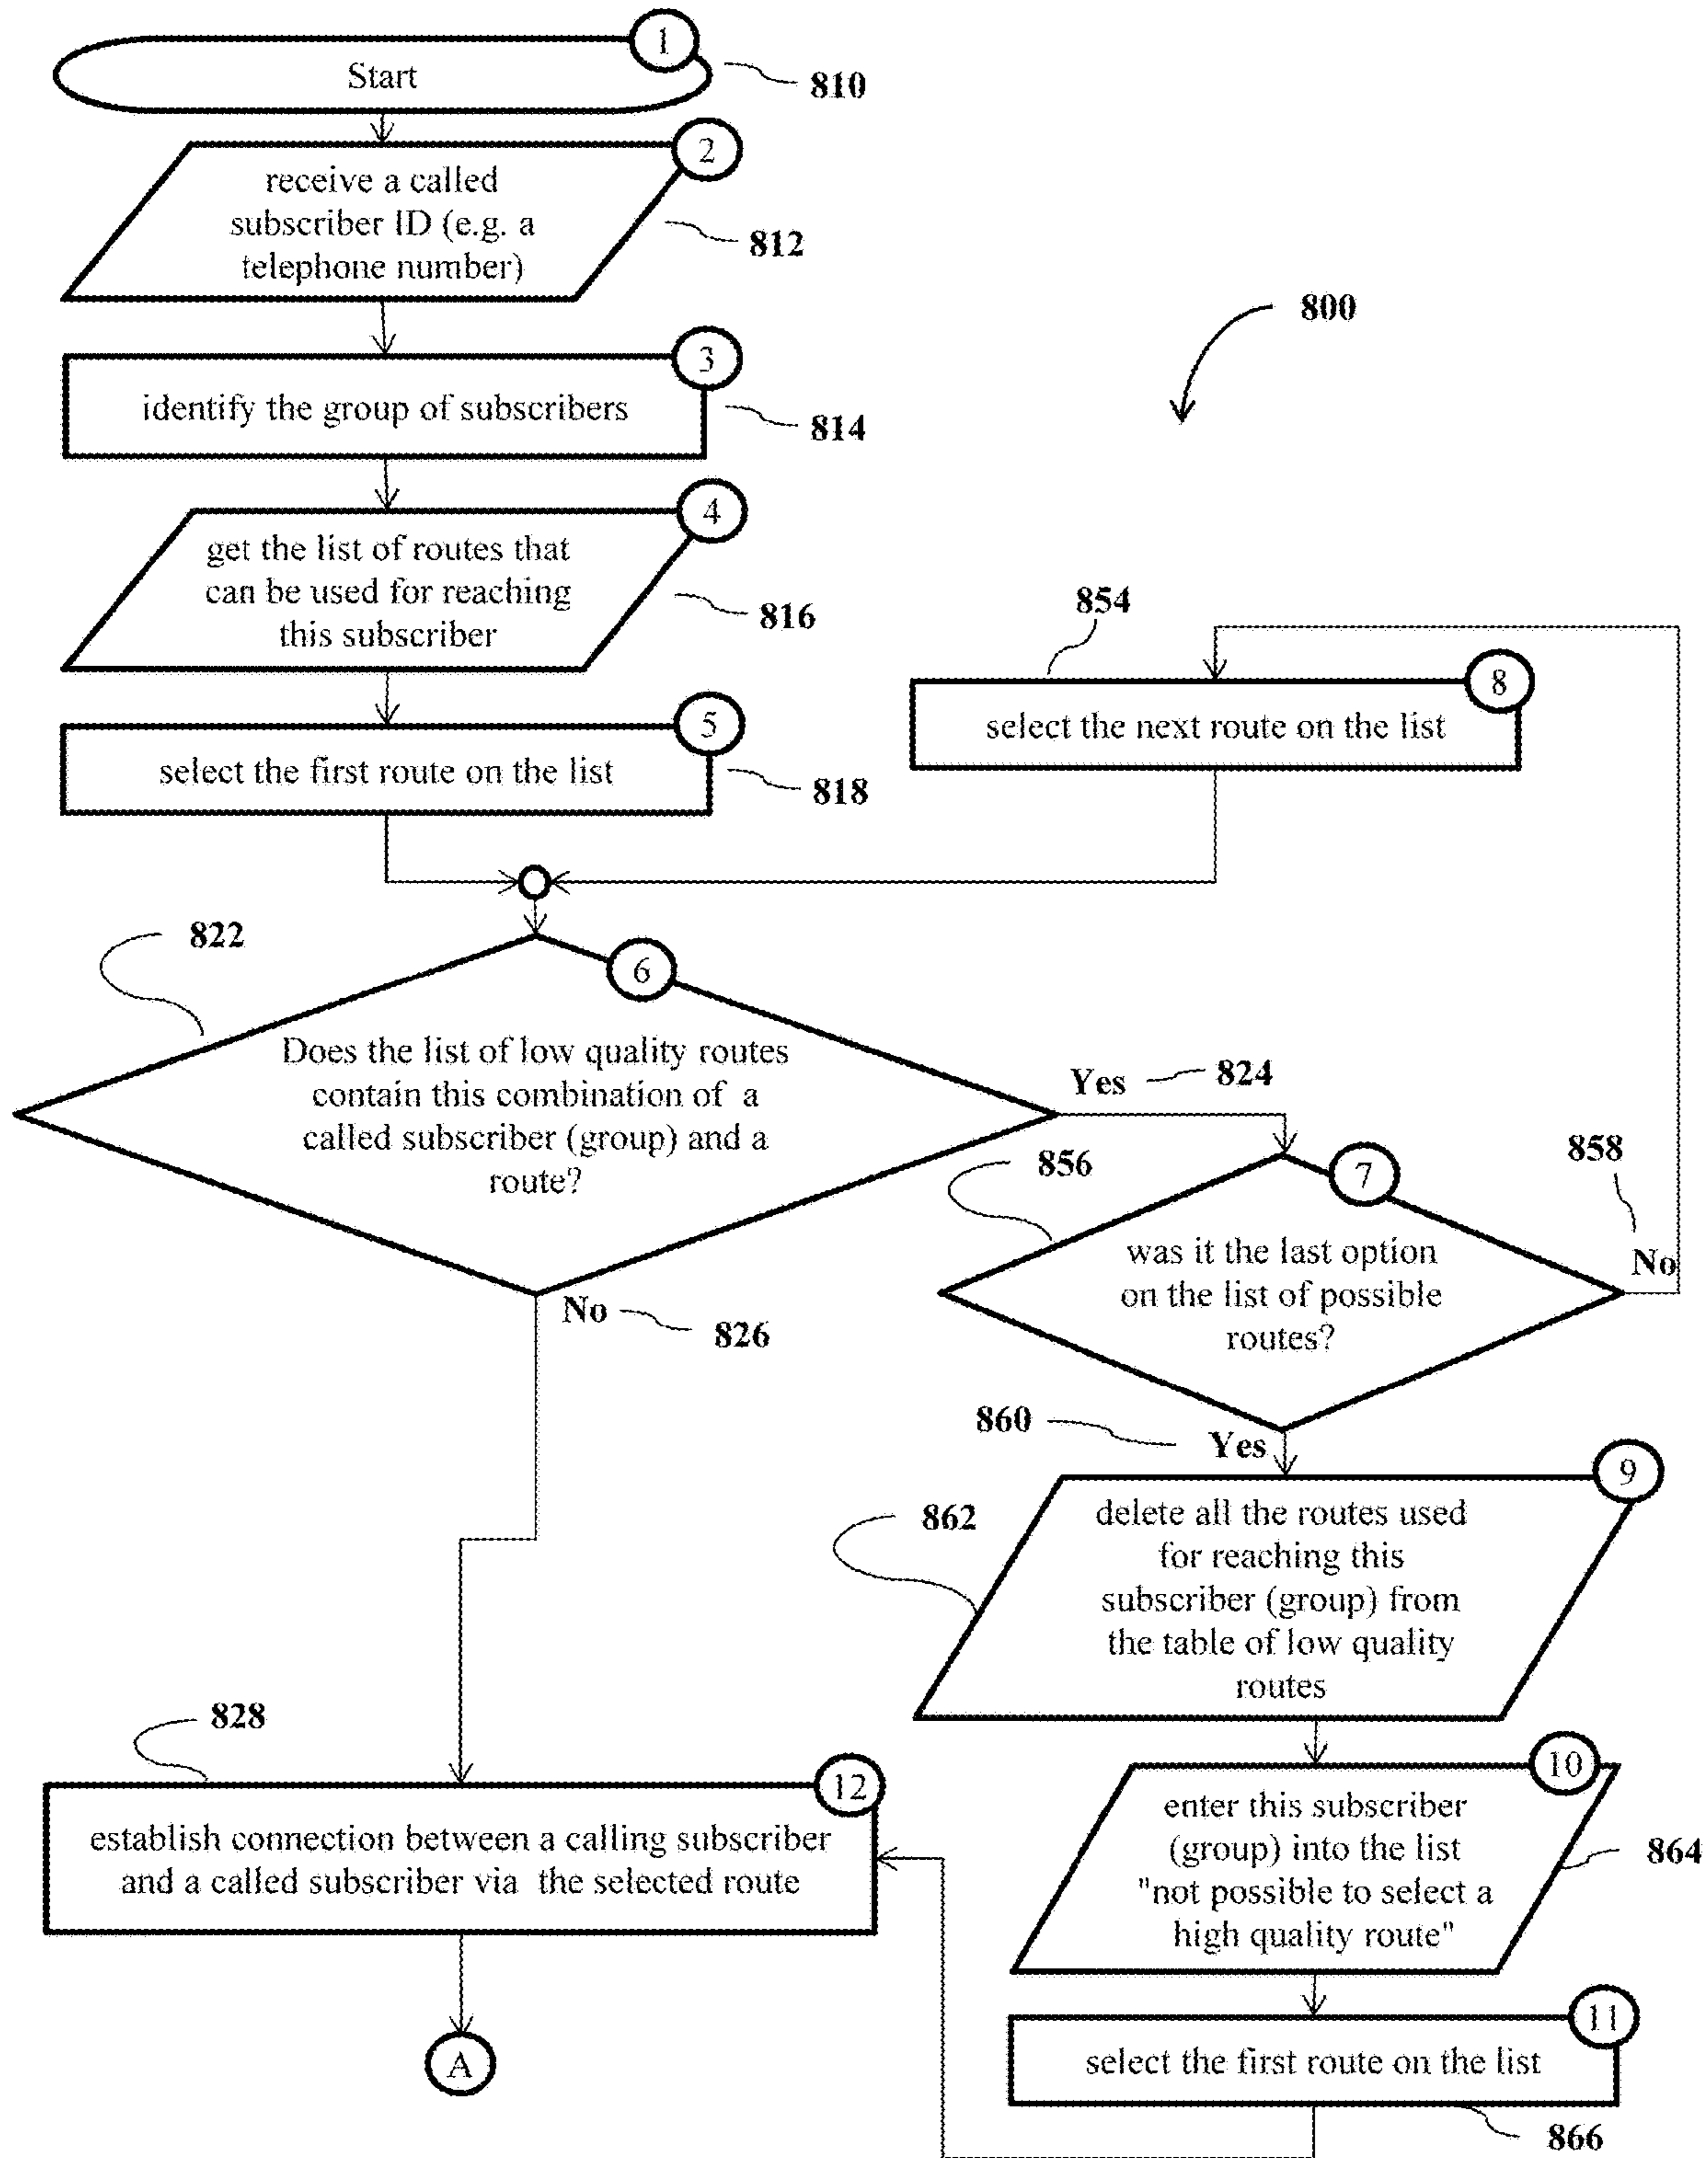 1
Start
810
2
receive a called
subscriber ID (e.g. a
telephone number)
812
800
3
identify the group of subscribers
814
4
get the list of routes that
can be used for reaching
this subscriber
816
5
select the first route on the list
818
854
8
select the next route on the list
822
6
Does the list of low quality routes
contain this combination of a
called subscriber (group) and a
route?
Yes
824
No
826
856
7
was it the last option
on the list of possible
routes?
858
No
860
Yes
9
862
delete all the routes used
for reaching this
subscriber (group) from
the table of low quality
routes
10
enter this subscriber
(group) into the list
"not possible to select a
high quality route"
864
11
select the first route on the list
866
828
12
establish connection between a calling subscriber
and a called subscriber via the selected route
A